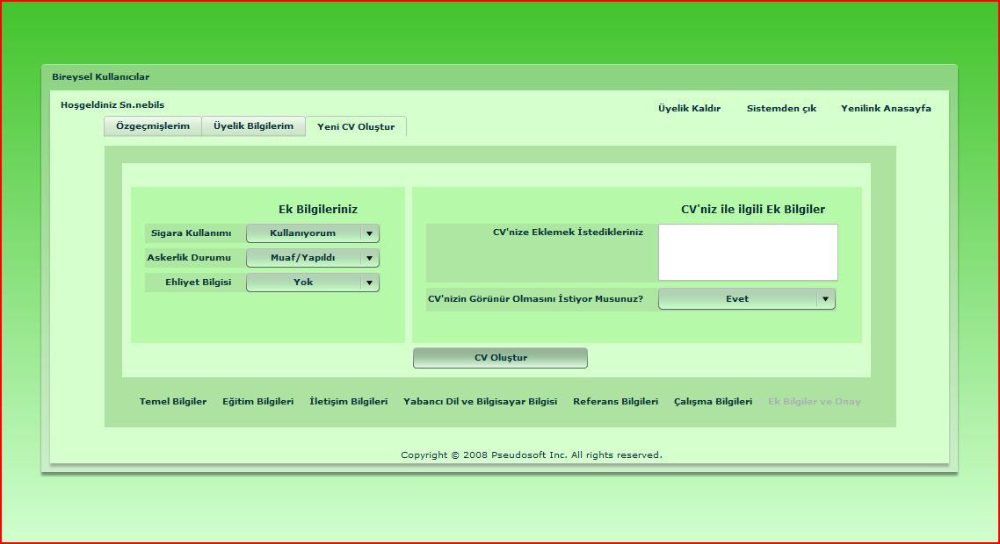 Bireysel Kullanıcılar
Hoşgeldiniz Sn.nebils
Üyelik Kaldır Sistemden çık Yenilink Anasayfa
Özgeçmişlerim Üyelik Bilgilerim Yeni CV Oluştur
Ek Bilgileriniz
Sigara Kullanımı Kullanıyorum
Askerlik Durumu Muaf/Yapıldı
Ehliyet Bilgisi Yok
CV'niz ile ilgili Ek Bilgiler
CV'nize Eklemek İstedikleriniz
CV'nizin Görünür Olmasını İstiyor Musunuz? Evet
CV Oluştur
Temel Bilgiler Eğitim Bilgileri İletişim Bilgileri Yabancı Dil ve Bilgisayar Bilgisi Referans Bilgileri Çalışma Bilgileri Ek Bilgiler ve Onay
Copyright © 2008 Pseudosoft Inc. All rights reserved.